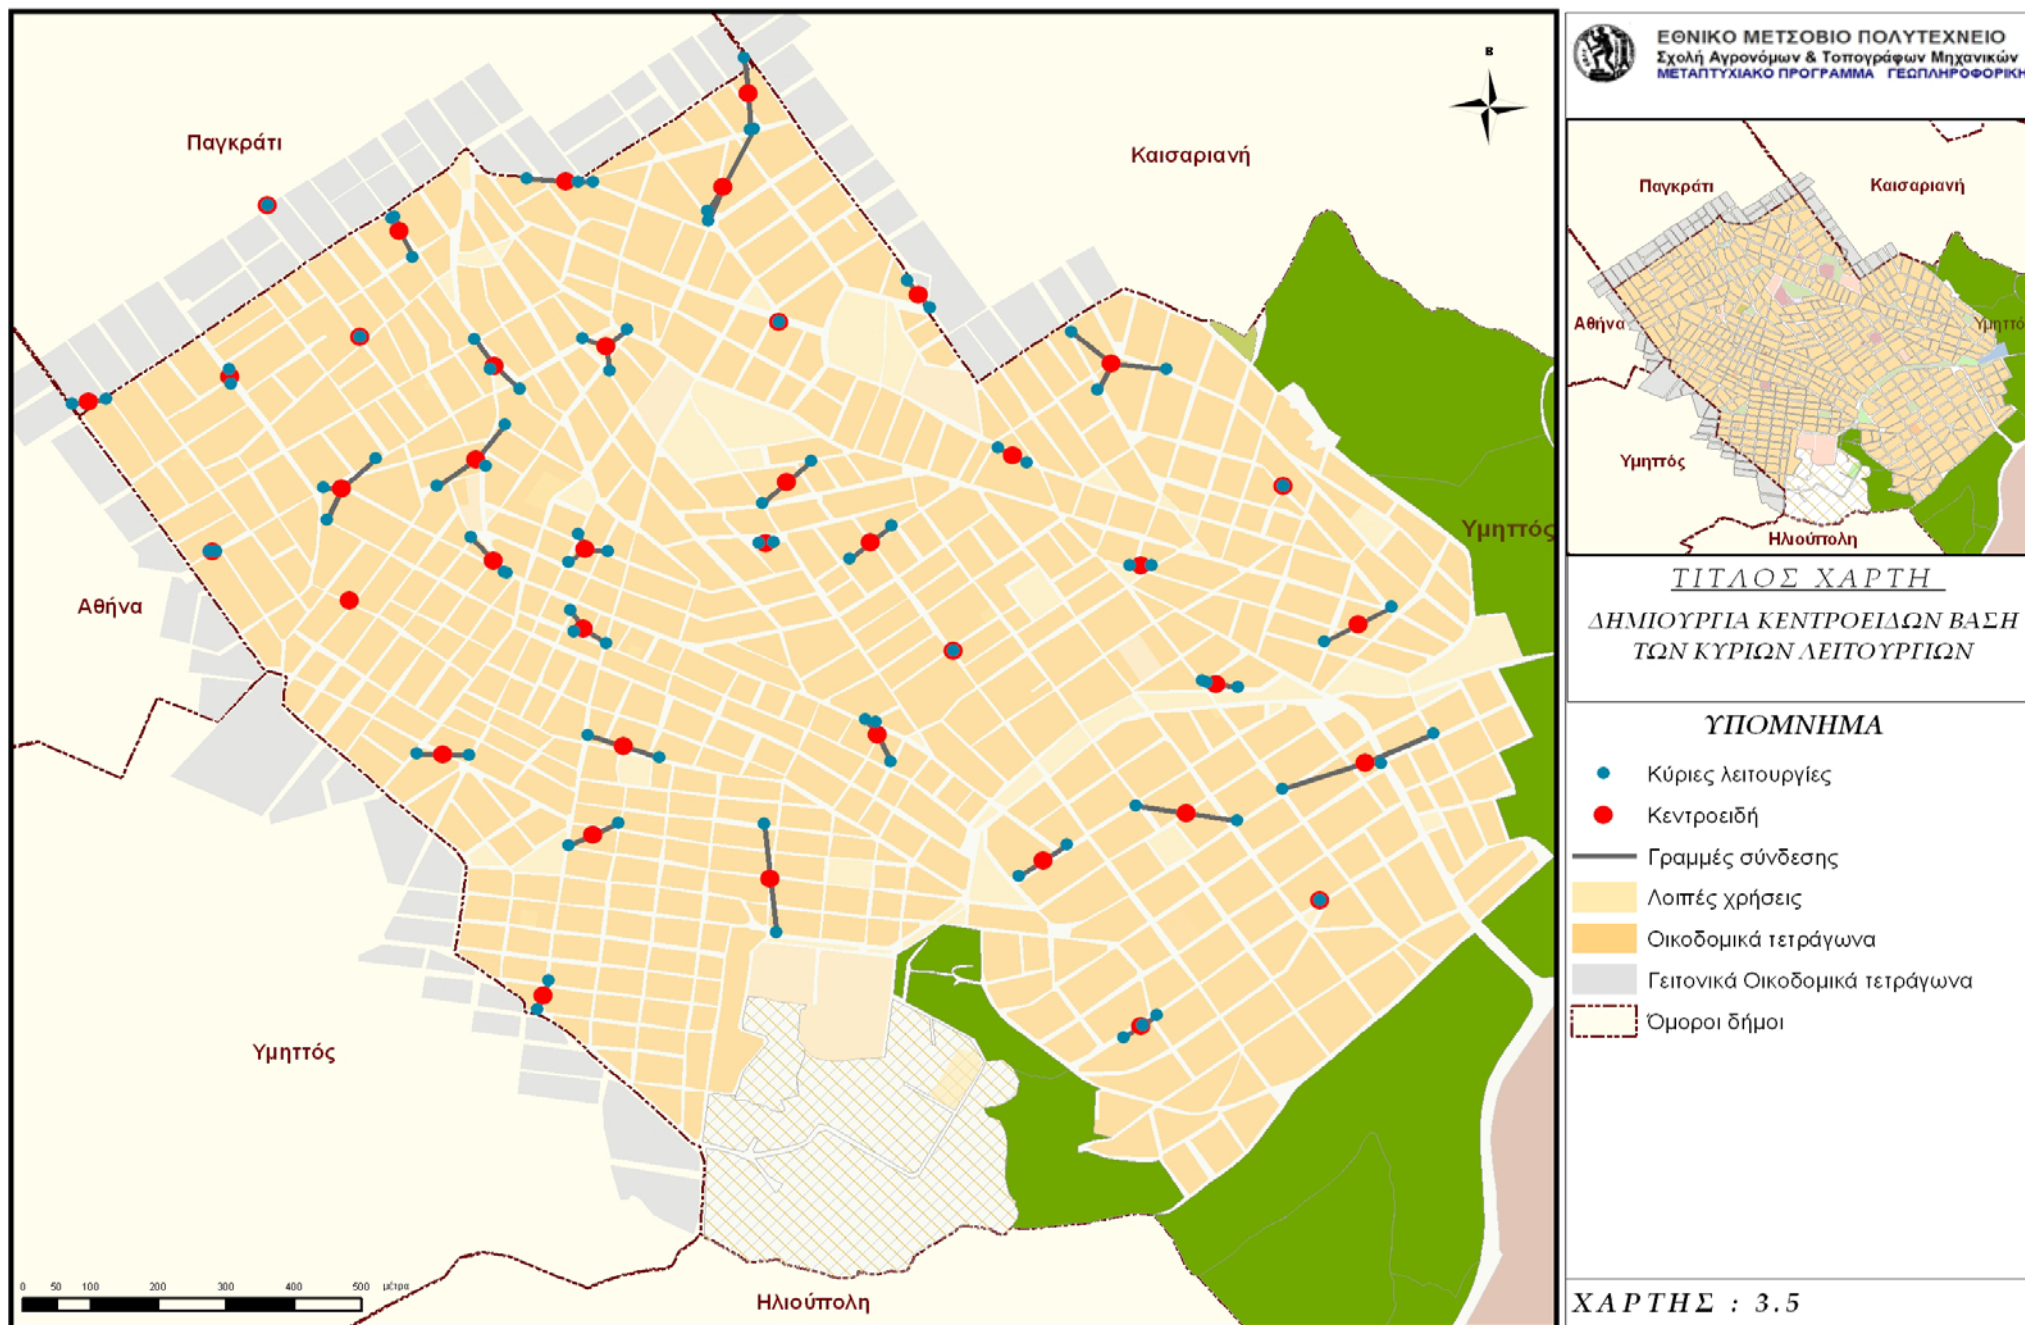 Παγκράτι
Καισαριανή
Υμηττός
Αθήνα
Υμηττός
Ηλιούπολη
Β
0 50 100 200 300 400 500 μέτρα
ΕΘΝΙΚΟ ΜΕΤΣΟΒΙΟ ΠΟΛΥΤΕΧΝΕΙΟ
Σχολή Αγρονόμων & Τοπογράφων Μηχανικών
ΜΕΤΑΠΤΥΧΙΑΚΟ ΠΡΟΓΡΑΜΜΑ ΓΕΩΠΛΗΡΟΦΟΡΙΚΗ
Παγκράτι
Καισαριανή
Αθήνα
Υμηττό
Υμηττός
Ηλιούπολη
ΤΙΤΛΟΣ ΧΑΡΤΗ
ΔΗΜΙΟΥΡΓΙΑ ΚΕΝΤΡΟΕΙΔΩΝ ΒΑΣΗ
ΤΩΝ ΚΥΡΙΩΝ ΛΕΙΤΟΥΡΓΙΩΝ
ΥΠΟΜΝΗΜΑ
Κύριες λειτουργίες
Κεντροειδή
Γραμμές σύνδεσης
Λοιπές χρήσεις
Οικοδομικά τετράγωνα
Γειτονικά Οικοδομικά τετράγωνα
Όμοροι δήμοι
ΧΑΡΤΗΣ : 3.5